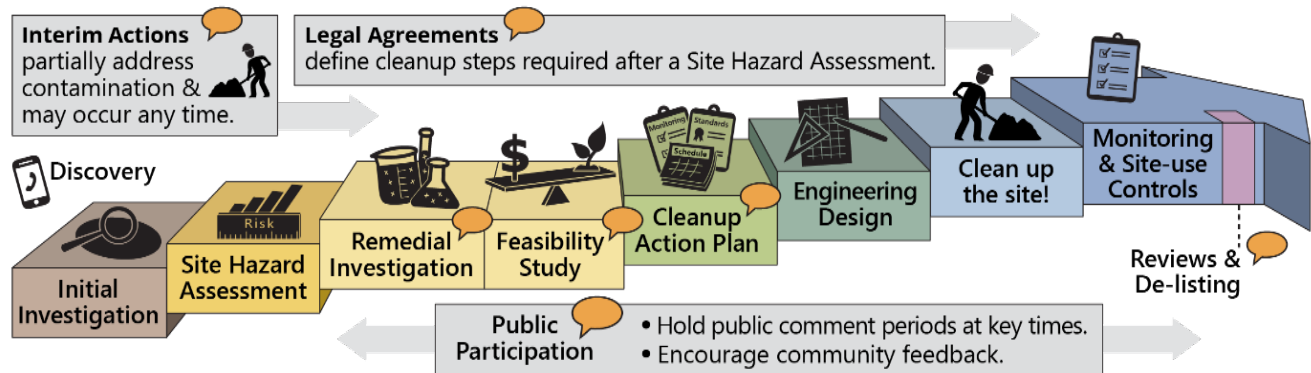 Interim Actions
partially address
contamination &
may occur any time.
Legal Agreements
define cleanup steps required after a Site Hazard Assessment.
Discovery
Initial
Investigation
Risk
Site Hazard
Assessment
Remedial
Investigation
$
Feasibility
Study
Monitoring
Standards
Schedule
Cleanup
Action Plan
Engineering
Design
Clean up
the site!
Monitoring
& Site-use
Controls
Reviews &
De-listing
Public
Participation
• Hold public comment periods at key times.
• Encourage community feedback.